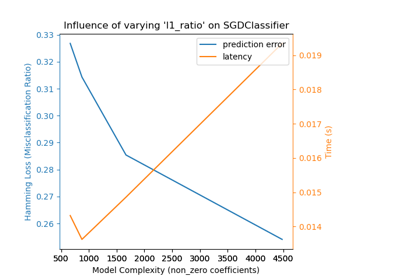 Influence of varying 'l1_ratio' on SGDClassifier
prediction error
latency
0.33
0.32
0.31
0.30
0.29
0.28
0.27
0.26
Hamming Loss (Misclassification Ratio)
0.019
0.018
0.017
0.016
0.015
0.014
Time (s)
500 1000 1500 2000 2500 3000 3500 4000 4500
Model Complexity (non_zero coefficients)